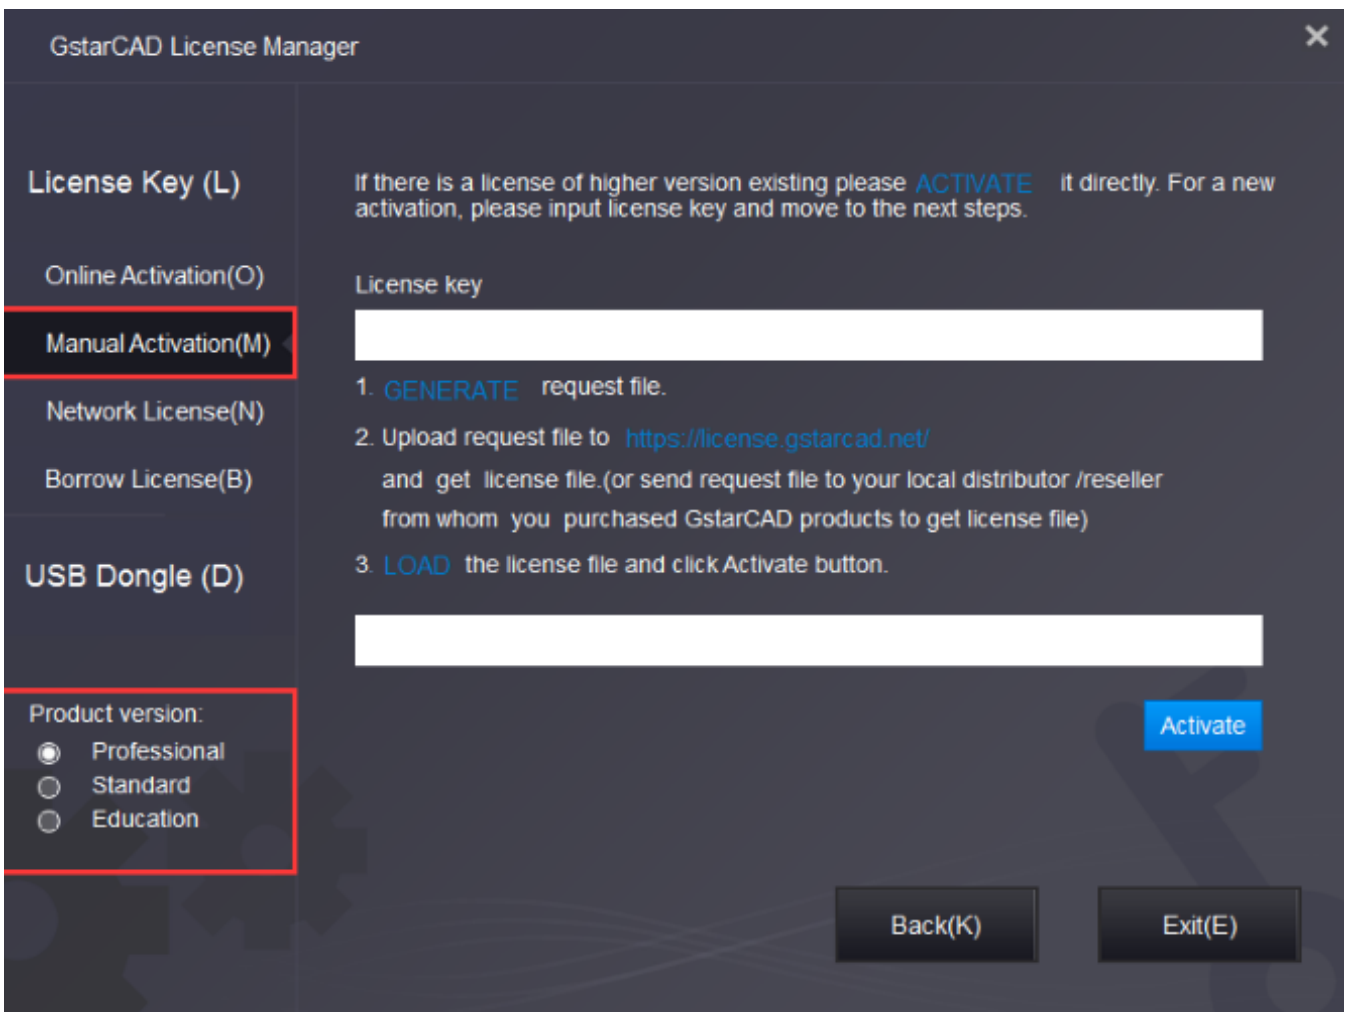 GstarCAD License Manager
License Key (L)
Online Activation(O)
Manual Activation(M)
Network License(N)
Borrow License(B)
USB Dongle (D)
Product version:
Professional
Standard
Education
If there is a license of higher version existing please ACTIVATE it directly. For a new
activation, please input license key and move to the next steps.
License key
1. GENERATE request file.
2. Upload request file to https://license.gstarcad.net/
and get license file.(or send request file to your local distributor /reseller
from whom you purchased GstarCAD products to get license file)
3. LOAD the license file and click Activate button.
Activate
Back(K)
Exit(E)